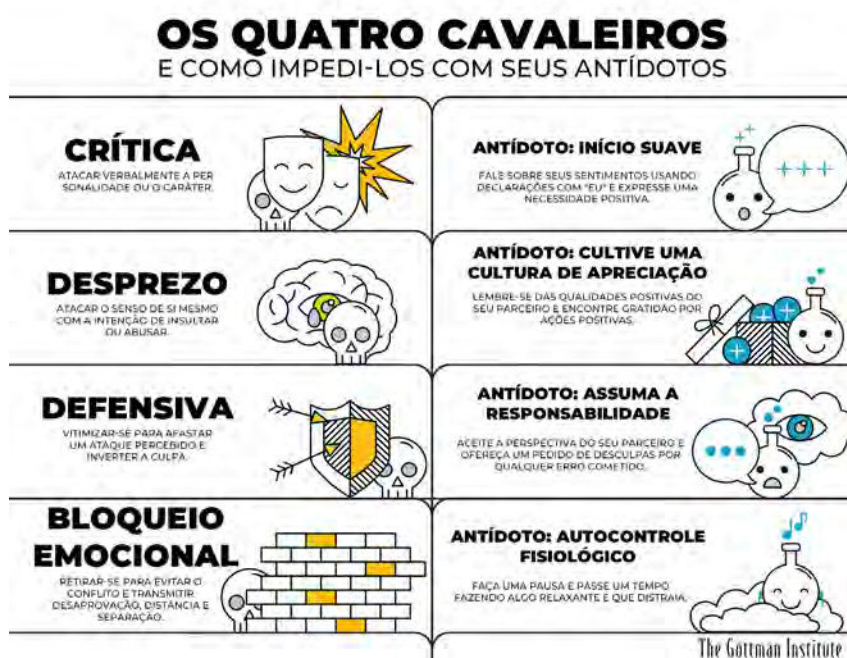 OS QUATRO CAVALEIROS
E COMO IMPEDI-LOS COM SEUS ANTÍDOTOS
CRÍTICA
ATACAR VERBALMENTE A PER
SONALIDADE OU O CARÁTER.
ANTÍDOTO: INÍCIO SUAVE
FALE SOBRE SEUS SENTIMENTOS USANDO
DECLARAÇÕES COM "EU" E EXPRESSE UMA
NECESSIDADE POSITIVA.
DESPREZO
ATACAR O SENSO DE SI MESMO
COM A INTENÇÃO DE INSULTAR
OU ABUSAR.
ANTÍDOTO: CULTIVE UMA
CULTURA DE APRECIAÇÃO
LEMBRE-SE DAS QUALIDADES POSITIVAS DO
SEU PARCEIRO E ENCONTRE GRATIDÃO POR
AÇÕES POSITIVAS.
DEFENSIVA
VITIMIZAR-SE PARA AFASTAR
UM ATAQUE PERCEBIDO E
INVERTER A CULPA.
ANTÍDOTO: ASSUMA A
RESPONSABILIDADE
ACEITE A PERSPECTIVA DO SEU PARCEIRO E
OFEREÇA UM PEDIDO DE DESCULPAS POR
QUALQUER ERRO COMETIDO.
BLOQUEIO
EMOCIONAL
RETIRAR-SE PARA EVITAR O
CONFLITO E TRANSMITIR
DESAPROVAÇÃO, DISTÂNCIA E
SEPARAÇÃO.
ANTÍDOTO: AUTOCONTROLE
FISIOLÓGICO
FAÇA UMA PAUSA E PASSE UM TEMPO
FAZENDO ALGO RELAXANTE E QUE DISTRAIA.
The Gottman Institute